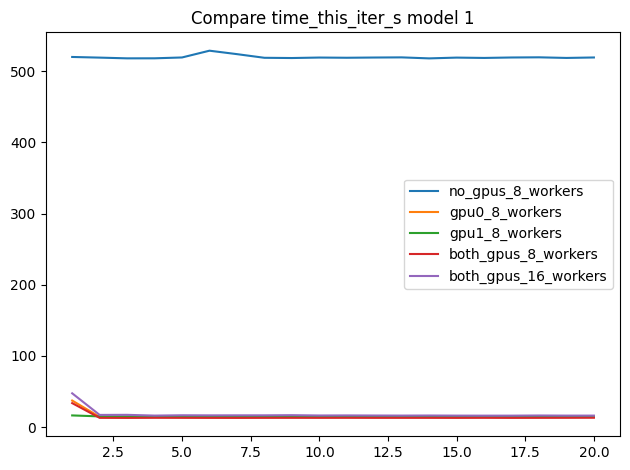 Compare time_this_iter_s model 1
500
400
300
200
100
0
no_gpus_8_workers
gpu0_8_workers
gpu1_8_workers
both_gpus_8_workers
both_gpus_16_workers
2.5 5.0 7.5 10.0 12.5 15.0 17.5 20.0